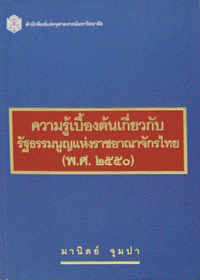 สำนักพิมพ์แห่งจุฬาลงกรณ์มหาวิทยาลัย
ความรู้เบื้องต้นเกี่ยวกับ
รัฐธรรมนูญแห่งราชอาณาจักรไทย
(พ.ศ. ๒๕๕๐)
มานิตย์ จุมปา